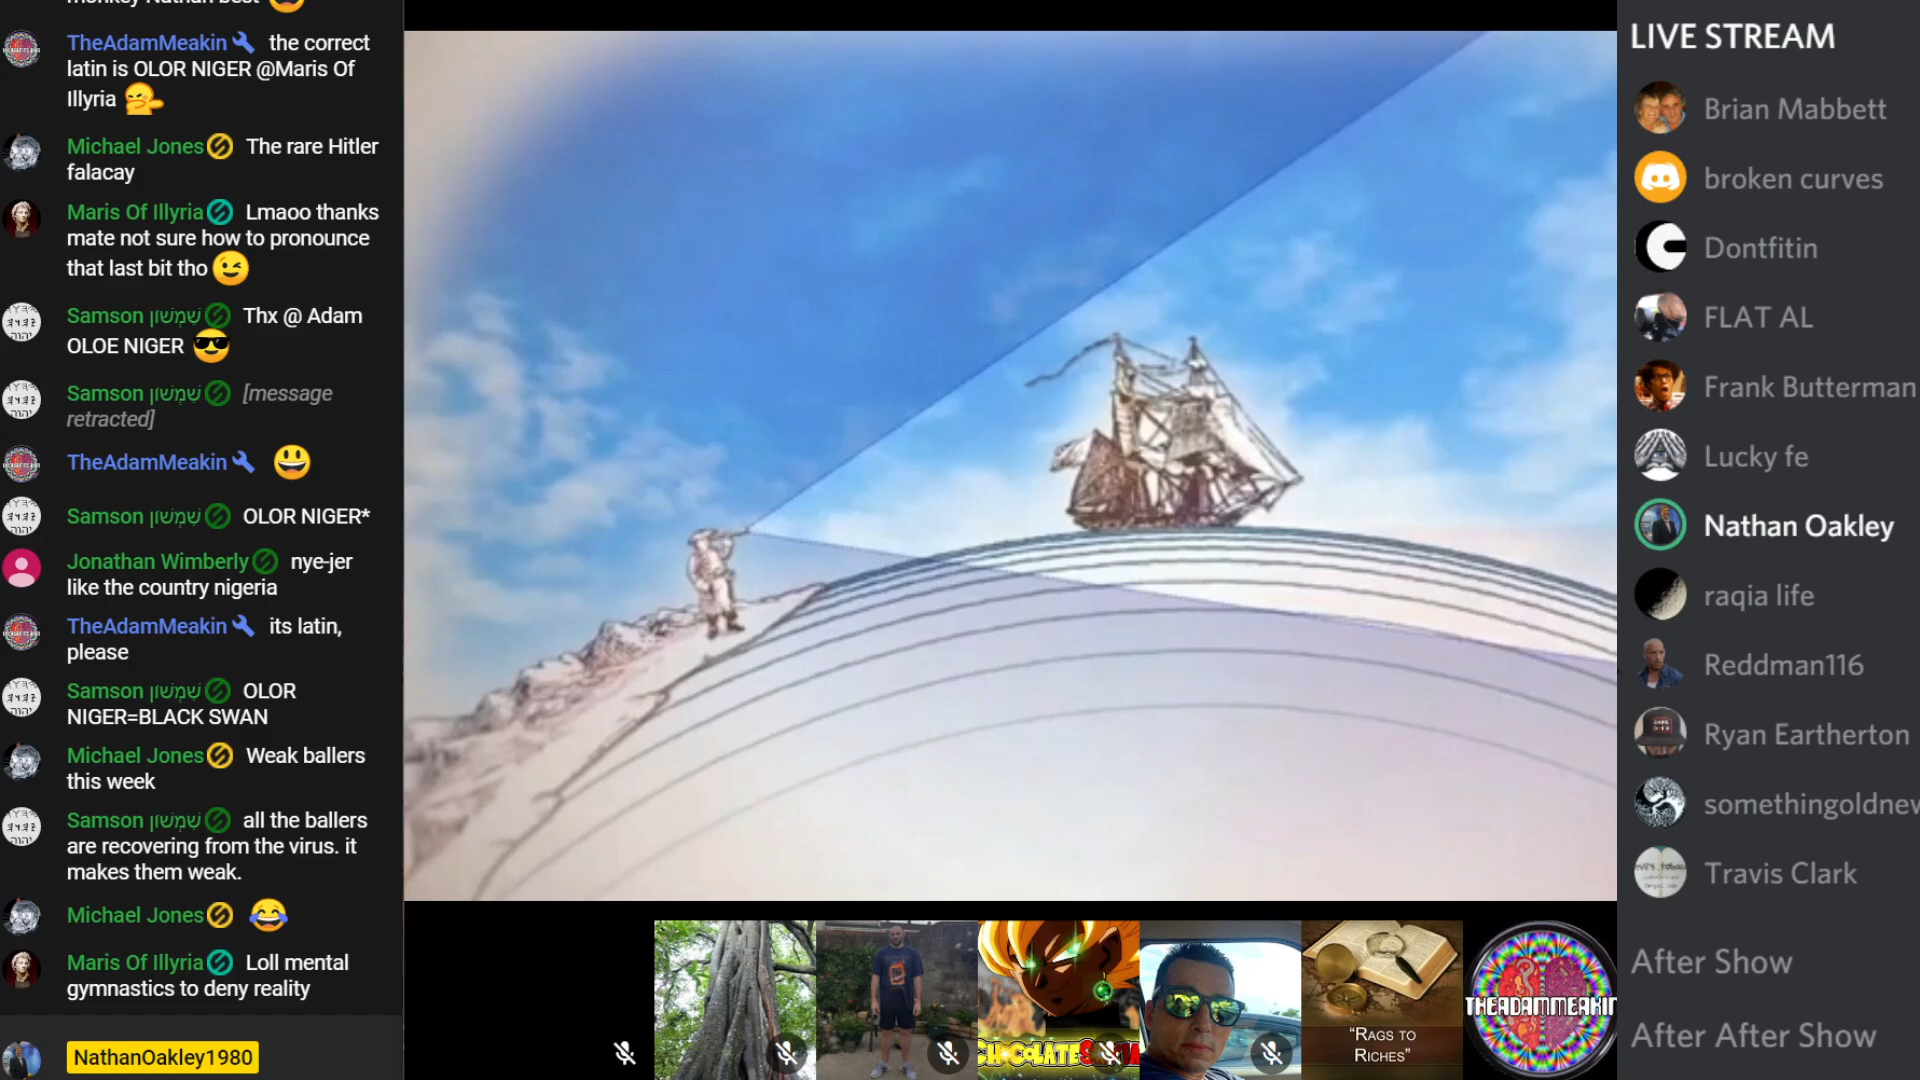 monkey Nathan best
TheAdamMeakin the correct
latin is OLOR NIGER @Maris Of
Illyria
Michael Jones The rare Hitler
falacay
Maris Of Illyria Lmaoo thanks
mate not sure how to pronounce
that last bit tho
Samson שִׁמְשׁוֹן| Thx @ Adam
OLOE NIGER
Samson שִׁמְשׁוֹן| [message
retracted]
TheAdamMeakin
Samson שִׁמְשׁוֹן| OLOR NIGER*
Jonathan Wimberly nye-jer
like the country nigeria
TheAdamMeakin its latin,
please
Samson שִׁמְשׁוֹן| OLOR
NIGER=BLACK SWAN
Michael Jones Weak ballers
this week
Samson שִׁמְשׁוֹן| all the ballers
are recovering from the virus. it
makes them weak.
Michael Jones
Maris Of Illyria Loll mental
gymnastics to deny reality
NathanOakley1980
"RAGS TO
RICHES"
THEADAMMEAKIN
LIVE STREAM
Brian Mabbett
broken curves
Dontfitin
FLAT AL
Frank Butterman
Lucky fe
Nathan Oakley
raqia life
Reddman116
Ryan Eartherton
somethingoldnew
Travis Clark
After Show
After After Show